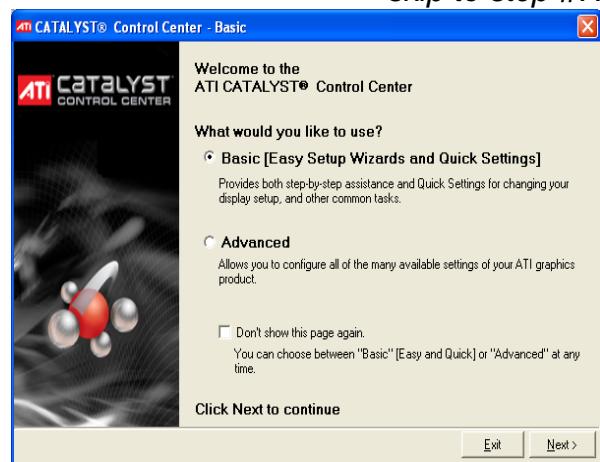 ATI CATALYST® Control Center - Basic
ATI CATALYST
CONTROL CENTER
Welcome to the
ATI CATALYST® Control Center
What would you like to use?
Basic [Easy Setup Wizards and Quick Settings]
Provides both step-by-step assistance and Quick Settings for changing your
display setup, and other common tasks.
Advanced
Allows you to configure all of the many available settings of your ATI graphics
product.
Don't show this page again.
You can choose between "Basic" [Easy and Quick] or "Advanced" at any
time.
Click Next to continue
Exit
Next >